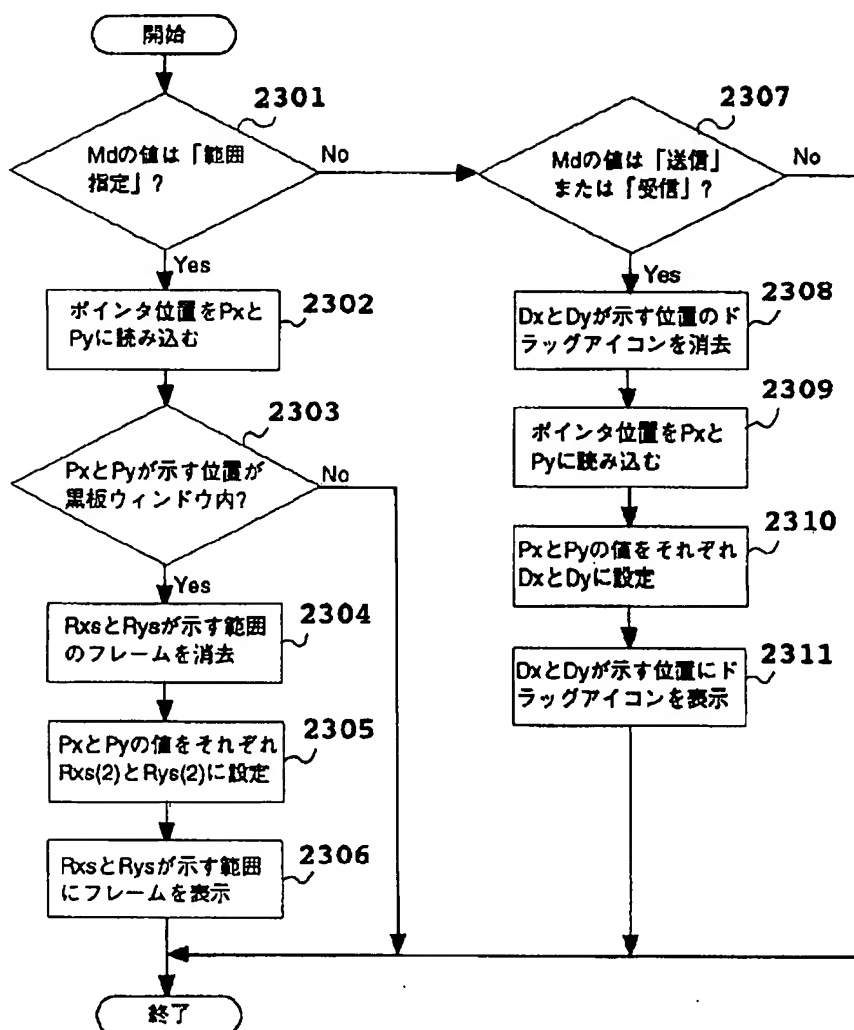 開始
2301
Mdの値は「範囲
指定」?
No
Yes
2302
ポインタ位置をPxと
Pyに読み込む
2303
PxとPyが示す位置が
黒板ウィンドウ内?
No
Yes
2304
RxsとRysが示す範囲
のフレームを消去
2305
PxとPyの値をそれぞれ
Rxs(2)とRys(2)に設定
2306
RxsとRysが示す範囲
にフレームを表示
終了
2307
Mdの値は「送信」
または「受信」?
No
Yes
2308
DxとDyが示す位置のド
ラッグアイコンを消去
2309
ポインタ位置をPxと
Pyに読み込む
2310
PxとPyの値をそれぞれ
DxとDyに設定
2311
DxとDyが示す位置にド
ラッグアイコンを表示